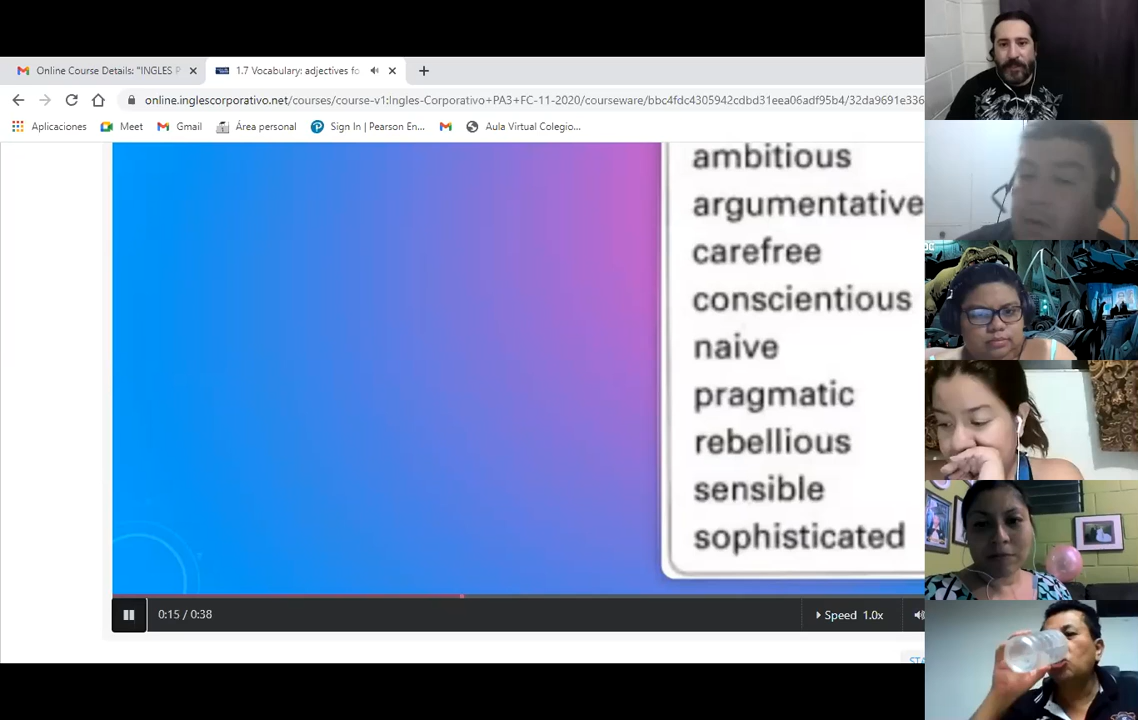 Online Course Details: "INGLES P
1.7 Vocabulary: adjectives fo
online.inglescorporativo.net/courses/course-v1:Ingles-Corporativo+PA3+FC-11-2020/courseware/bbc4fdc4305942cdbd31eea06adf95b4/32da9691e336
Aplicaciones Meet Gmail Área personal Sign In | Pearson En... Aula Virtual Colegio...
ambitious
argumentative
carefree
conscientious
naive
pragmatic
rebellious
sensible
sophisticated
0:15 / 0:38 Speed 1.0x